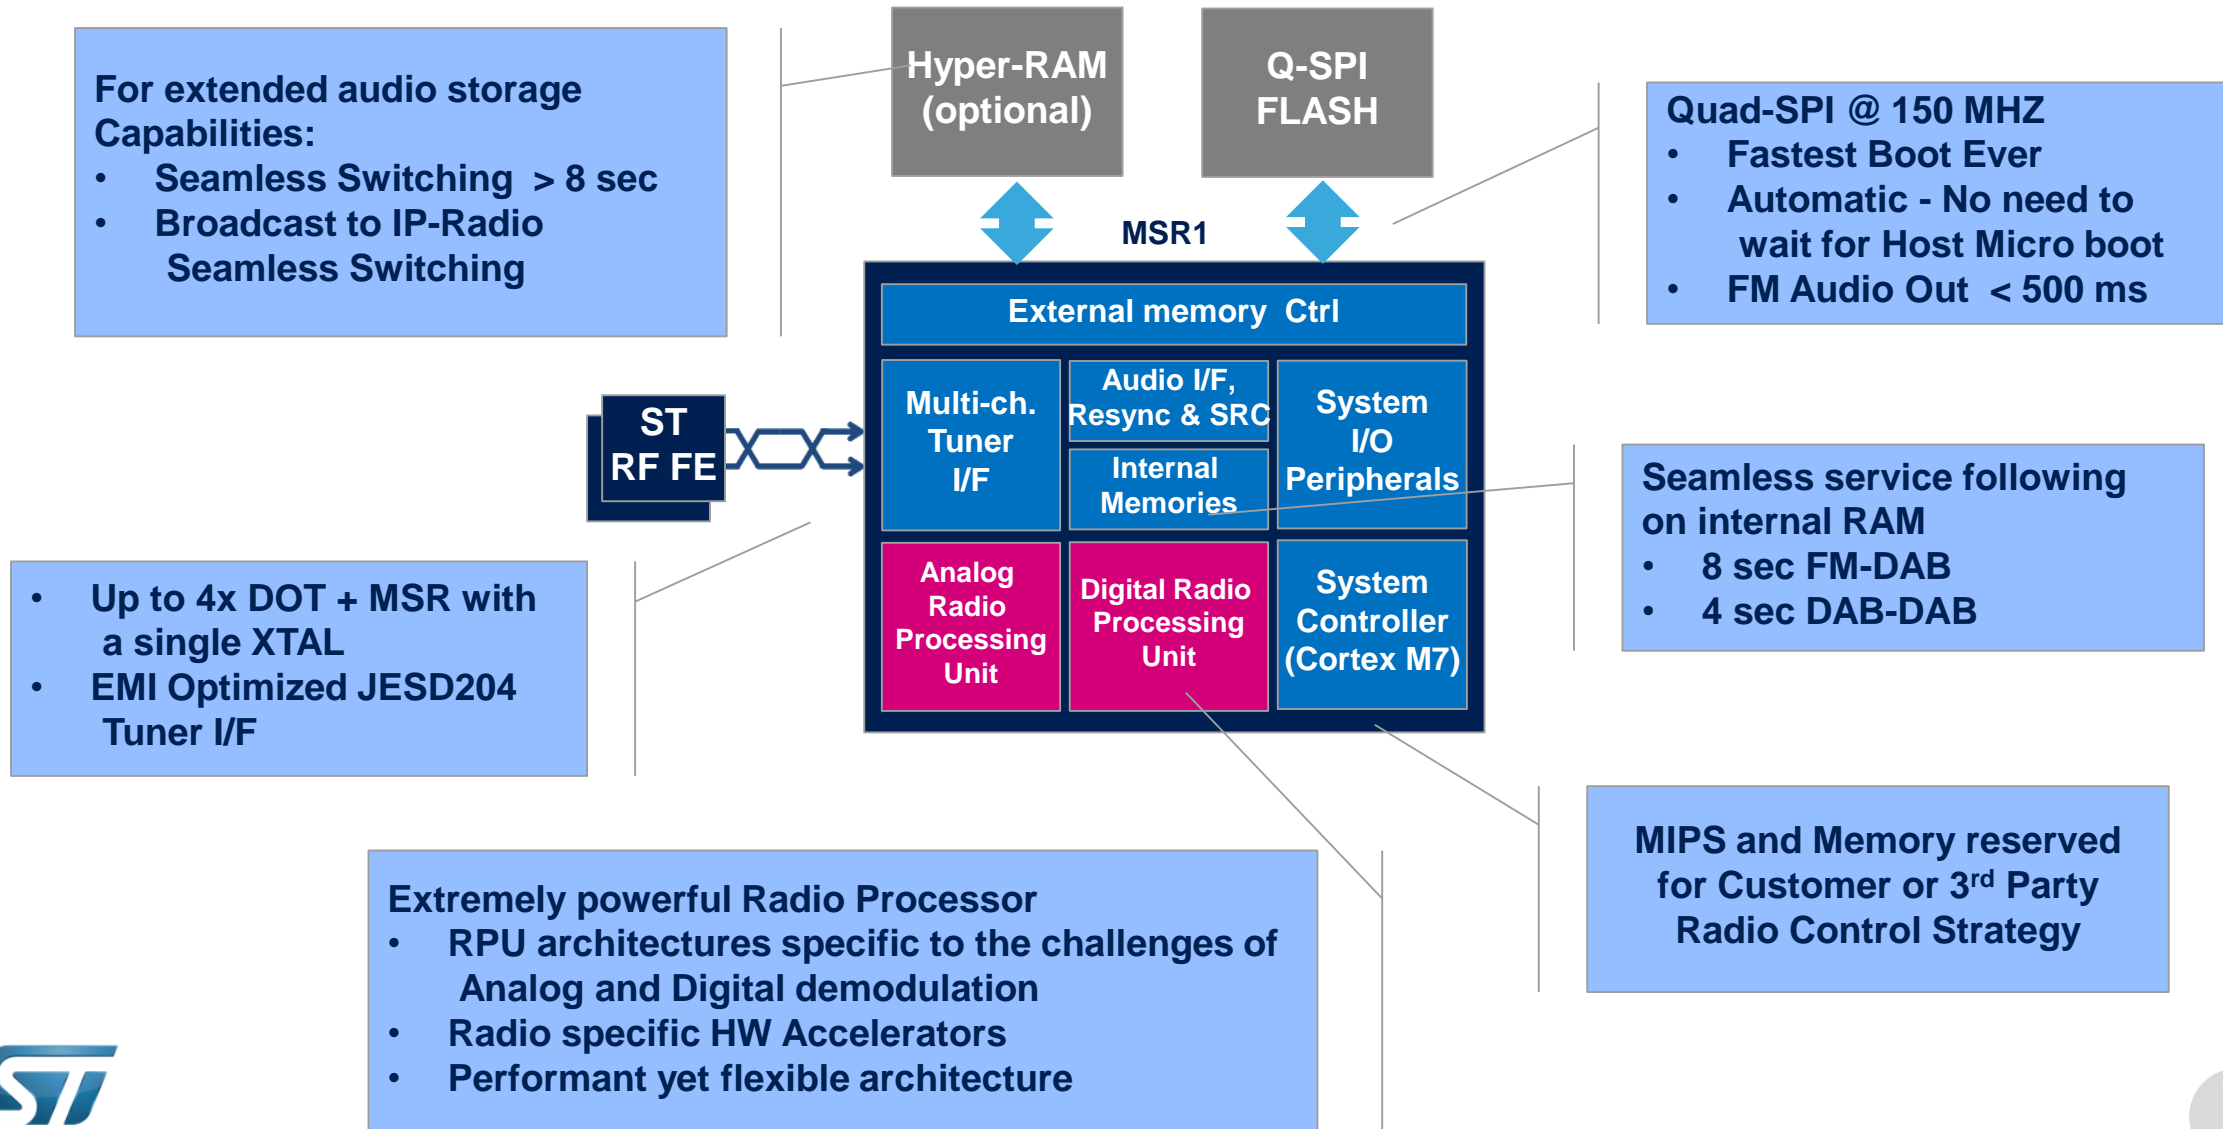 Hyper-RAM
(optional)
Q-SPI
FLASH
For extended audio storage
Capabilities:
• Seamless Switching > 8 sec
• Broadcast to IP-Radio
Seamless Switching
Quad-SPI @ 150 MHZ
• Fastest Boot Ever
• Automatic - No need to
wait for Host Micro boot
• FM Audio Out < 500 ms
MSR1
External memory Ctrl
ST
RF FE
Multi-ch.
Tuner
I/F
Audio I/F,
Resync & SRC
Internal
Memories
System
I/O
Peripherals
Analog
Radio
Processing
Unit
Digital Radio
Processing
Unit
System
Controller
(Cortex M7)
Seamless service following
on internal RAM
• 8 sec FM-DAB
• 4 sec DAB-DAB
• Up to 4x DOT + MSR with
a single XTAL
• EMI Optimized JESD204
Tuner I/F
MIPS and Memory reserved
for Customer or 3rd Party
Radio Control Strategy
Extremely powerful Radio Processor
• RPU architectures specific to the challenges of
Analog and Digital demodulation
• Radio specific HW Accelerators
• Performant yet flexible architecture
ST